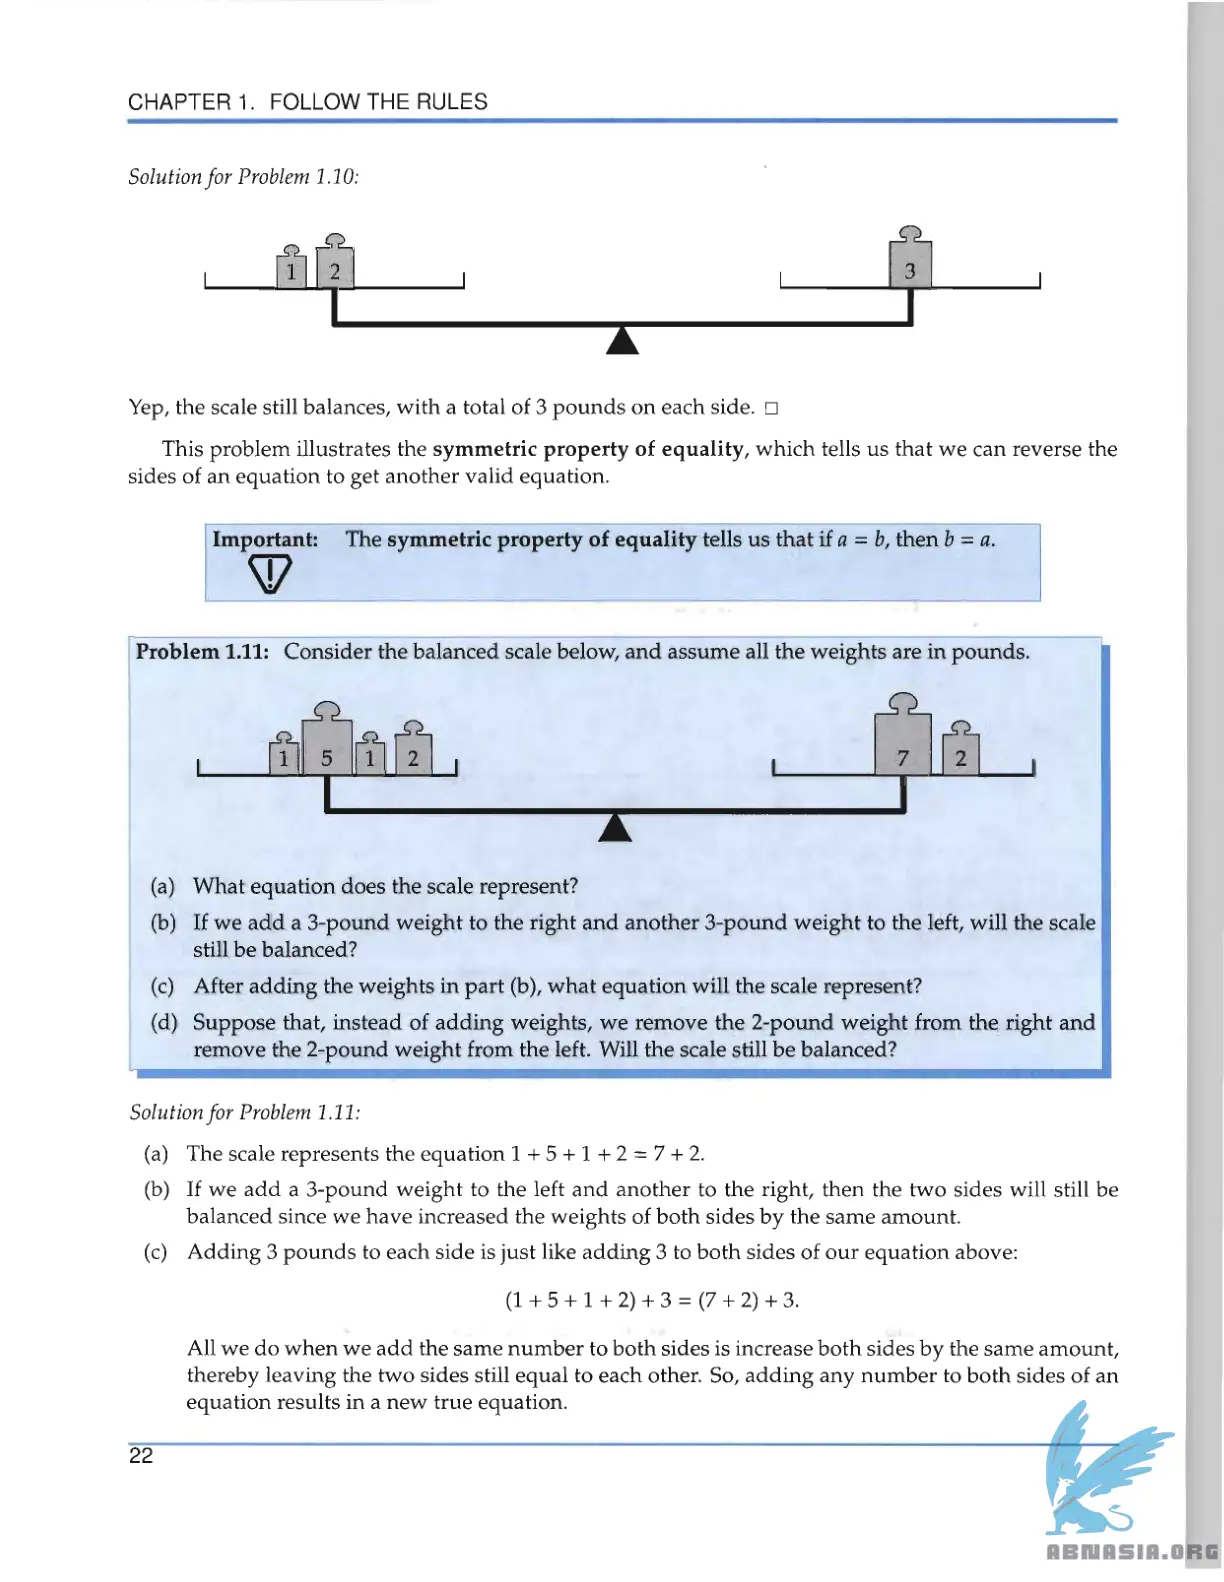 CHAPTER 1. FOLLOW THE RULES
Solution for Problem 1.10:
1 2 3
Yep, the scale still balances, with a total of 3 pounds on each side. □
This problem illustrates the symmetric property of equality, which tells us that we can reverse the
sides of an equation to get another valid equation.
Important: The symmetric property of equality tells us that if a = b, then b = a.
!
Problem 1.11: Consider the balanced scale below, and assume all the weights are in pounds.
1 5 1 2 7 2
(a) What equation does the scale represent?
(b) If we add a 3-pound weight to the right and another 3-pound weight to the left, will the scale
still be balanced?
(c) After adding the weights in part (b), what equation will the scale represent?
(d) Suppose that, instead of adding weights, we remove the 2-pound weight from the right and
remove the 2-pound weight from the left. Will the scale still be balanced?
Solution for Problem 1.11:
(a) The scale represents the equation 1 + 5 + 1 + 2 = 7 + 2.
(b) If we add a 3-pound weight to the left and another to the right, then the two sides will still be
balanced since we have increased the weights of both sides by the same amount.
(c) Adding 3 pounds to each side is just like adding 3 to both sides of our equation above:
(1 + 5 + 1 + 2) + 3 = (7 + 2) + 3.
All we do when we add the same number to both sides is increase both sides by the same amount,
thereby leaving the two sides still equal to each other. So, adding any number to both sides of an
equation results in a new true equation.
22
ABNASIA.ORG